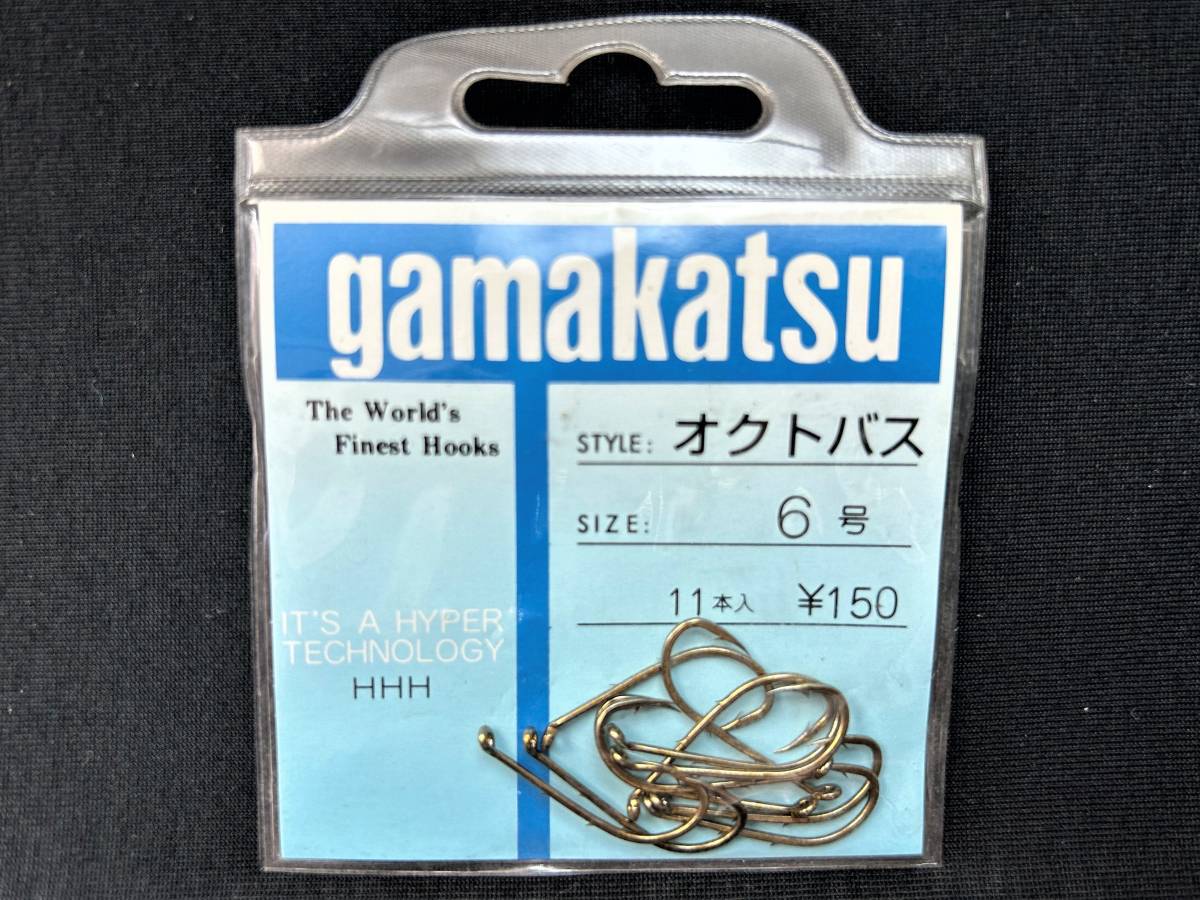 gamakatsu
The World's
Finest Hooks
STYLE: オクトバス
SIZE: 6号
11本入 ¥150
IT'S A HYPER
TECHNOLOGY
HHH